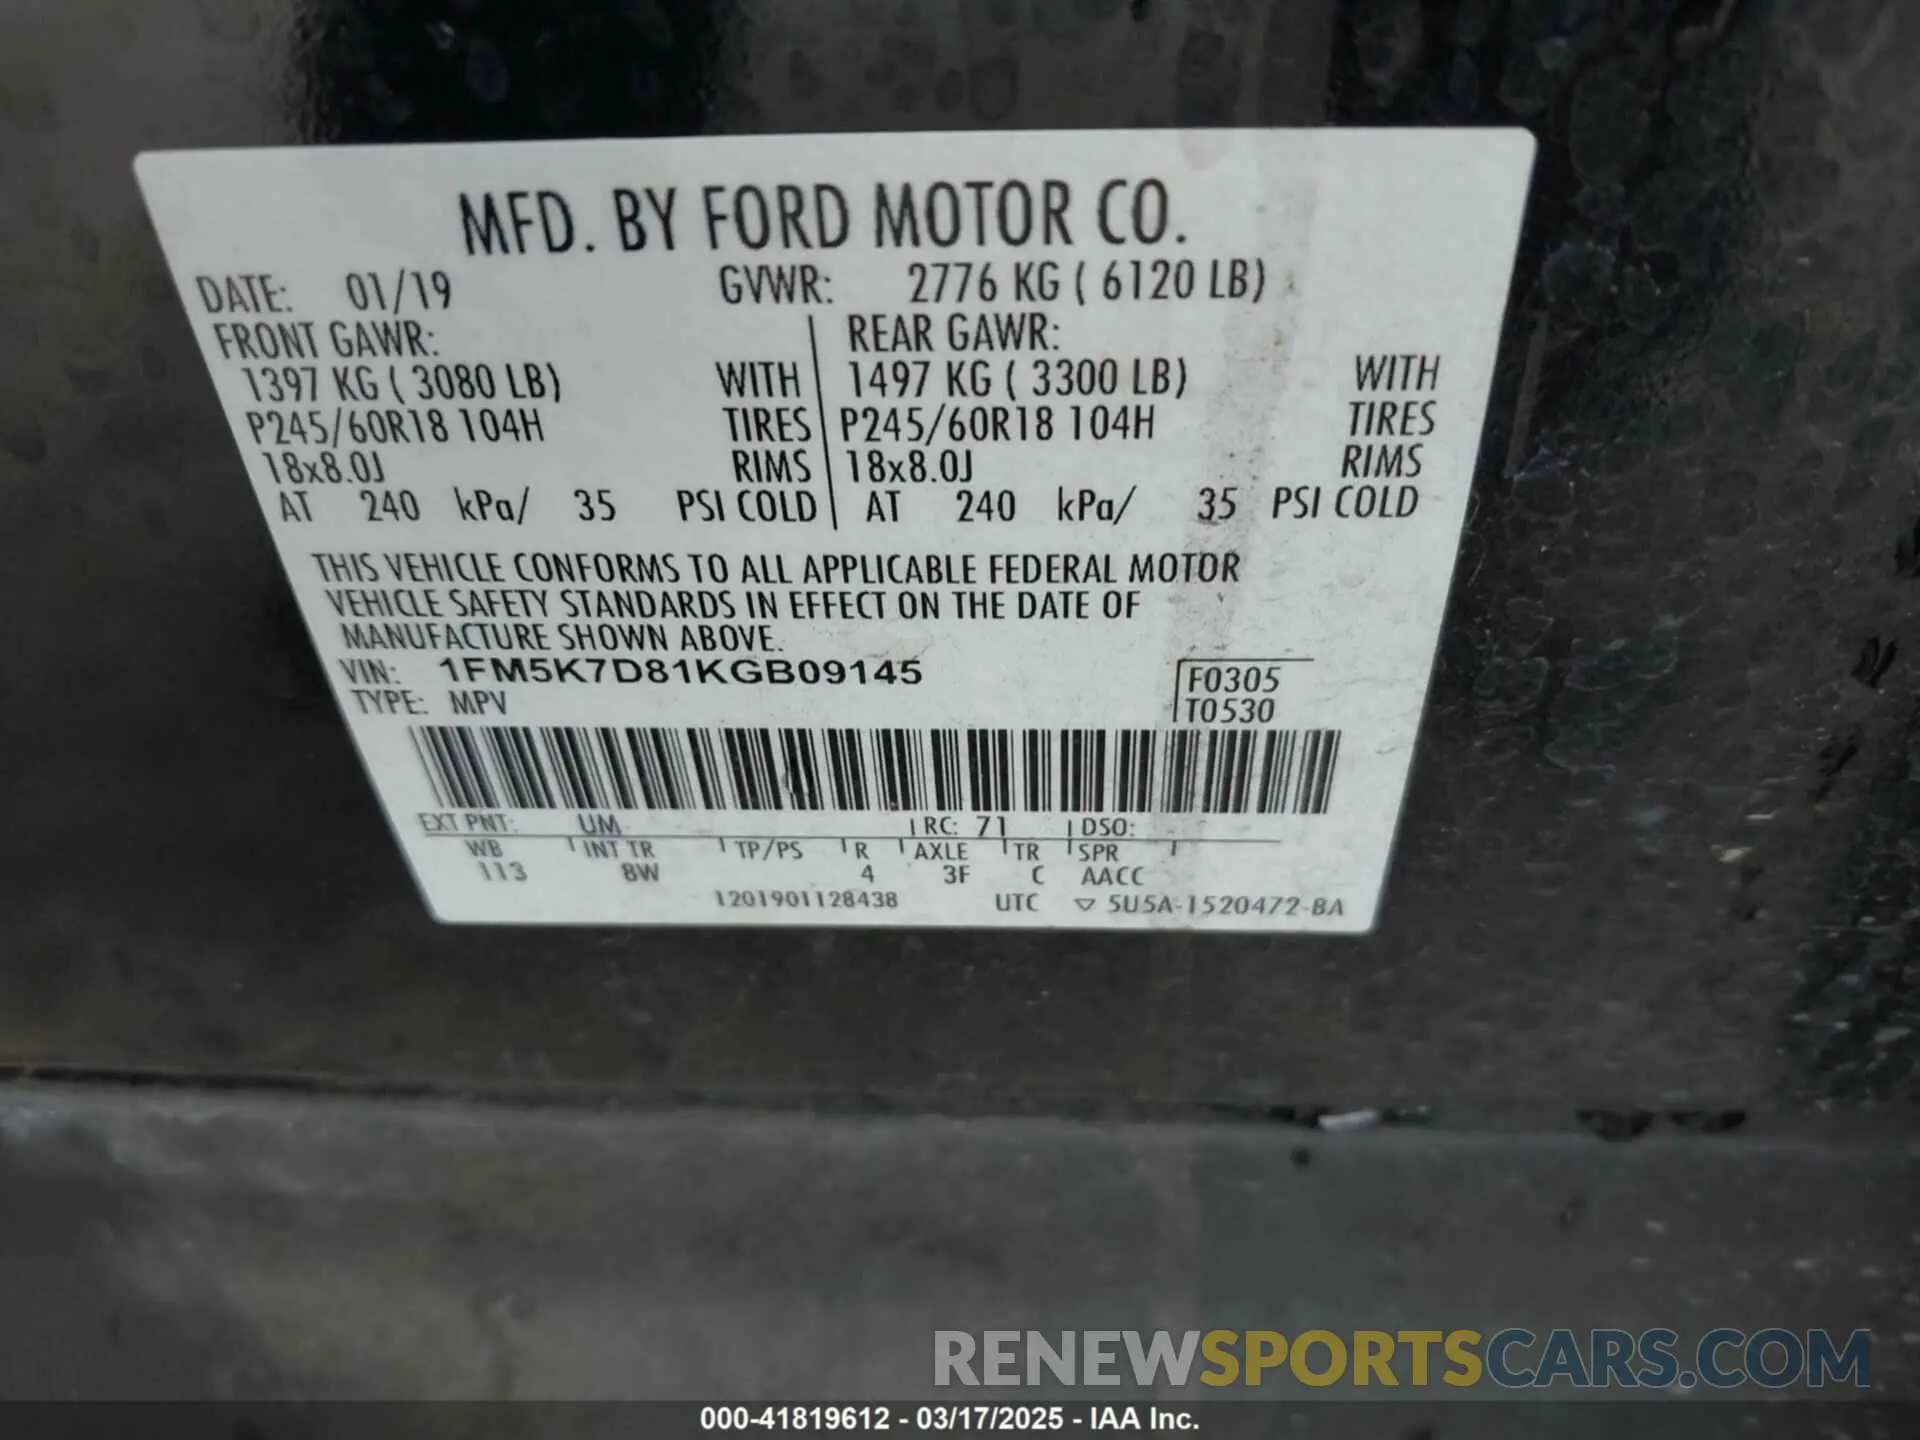 MFD. BY FORD MOTOR CO.
DATE: 01/19 GVWR: 2776 KG ( 6120 LB)
FRONT GAWR: REAR GAWR:
1397 KG ( 3080 LB) WITH 1497 KG ( 3300 LB) WITH
P245/60R18 104H TIRES P245/60R18 104H TIRES
18x8.0J RIMS 18x8.0J RIMS
AT 240 kPa/ 35 PSI COLD AT 240 kPa/ 35 PSI COLD
THIS VEHICLE CONFORMS TO ALL APPLICABLE FEDERAL MOTOR
VEHICLE SAFETY STANDARDS IN EFFECT ON THE DATE OF
MANUFACTURE SHOWN ABOVE.
VIN: 1FM5K7D81KGB09145 F0305
TYPE: MPV T0530
EXT PNT: UM RC: 71 DSO:
WB INT TR TP/PS R AXLE TR SPR
113 8W 4 3F C AACC
1201901128438 UTC ▽ 5U5A-1520472-BA
RENEWSPORTSCARS.COM
000-41819612 - 03/17/2025 - IAA Inc.